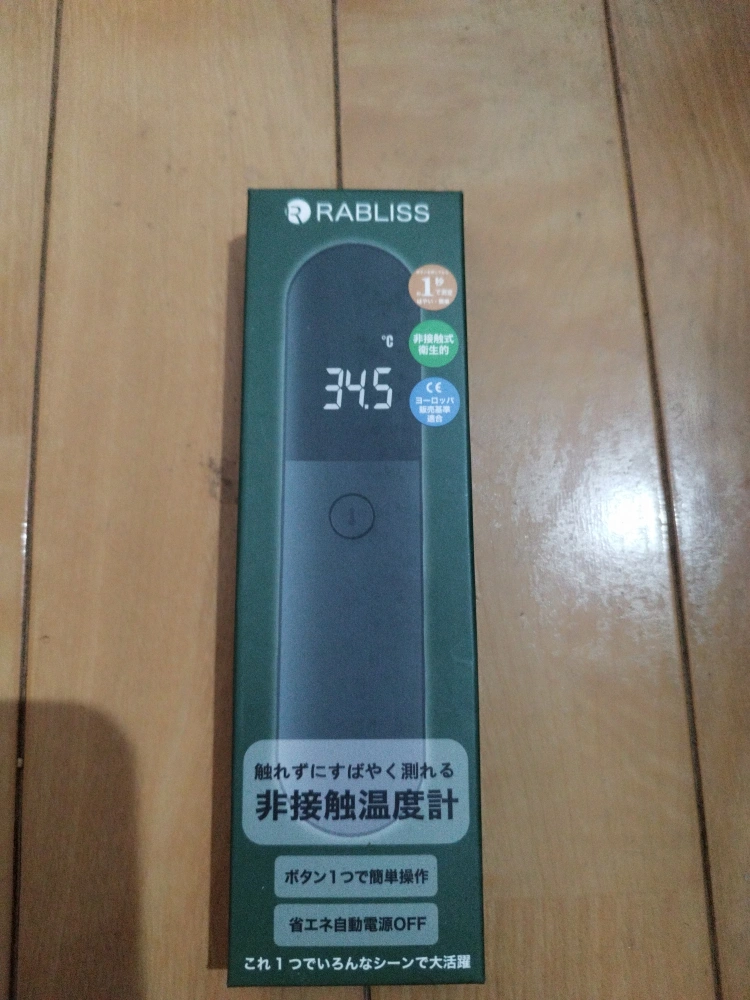 RABLISS
1秒
℃
非接触式
衛生的
34.5
CE
ヨーロッパ
販売基準
適合
触れずにすばやく測れる
非接触温度計
ボタン1つで簡単操作
省エネ自動電源OFF
これ1つでいろんなシーンで大活躍